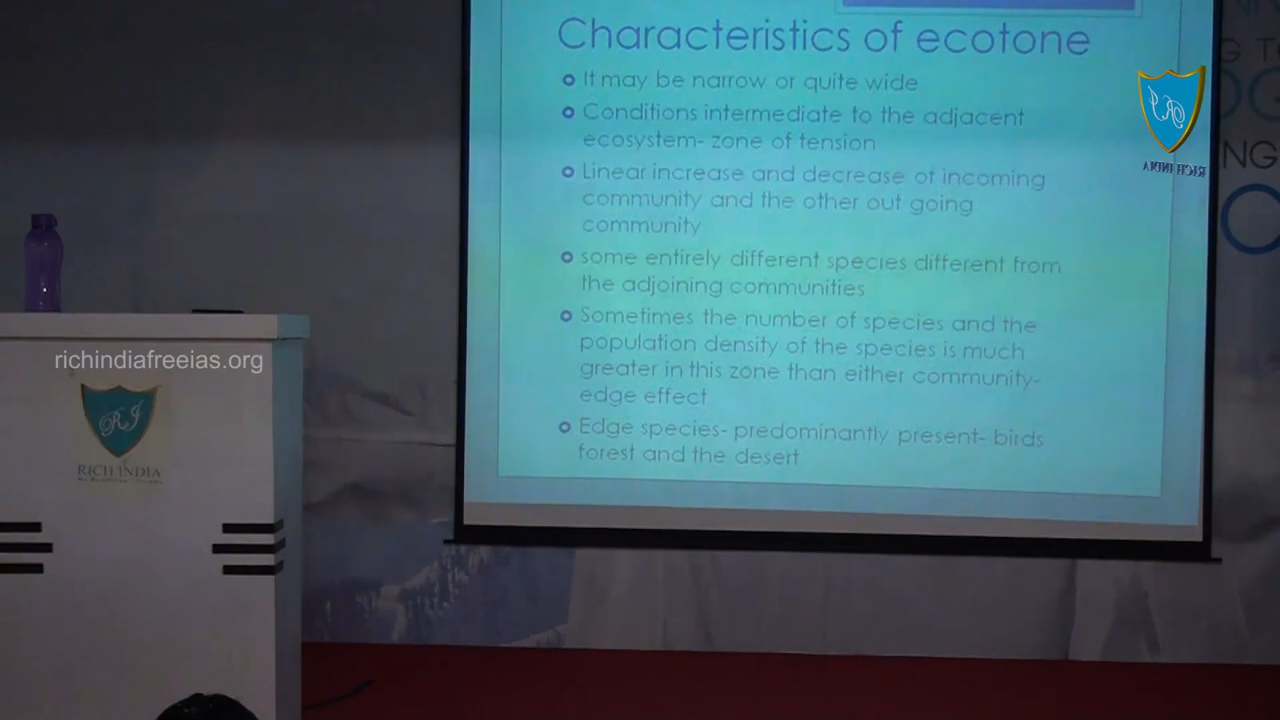 Characteristics of ecotone
It may be narrow or quite wide
Conditions intermediate to the adjacent
ecosystem- zone of tension
Linear increase and decrease of incoming
community and the other out going
community
some entirely different species different from
the adjoining communities
Sometimes the number of species and the
population density of the species is much
greater in this zone than either community-
edge effect
Edge species- predominantly present- birds
forest and the desert
RICH INDIA
richindiafreeias.org
RI
RICH INDIA
G T
NG
C